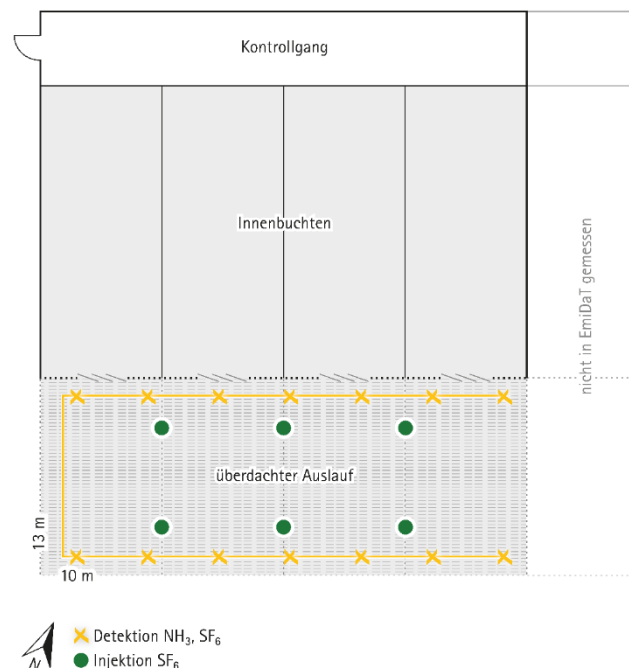 Kontrollgang
Innenbuchten
nicht in EmiDaT gemessen
überdachter Auslauf
13 m
10 m
N
Detektion NH₃, SF₆
Injektion SF₆